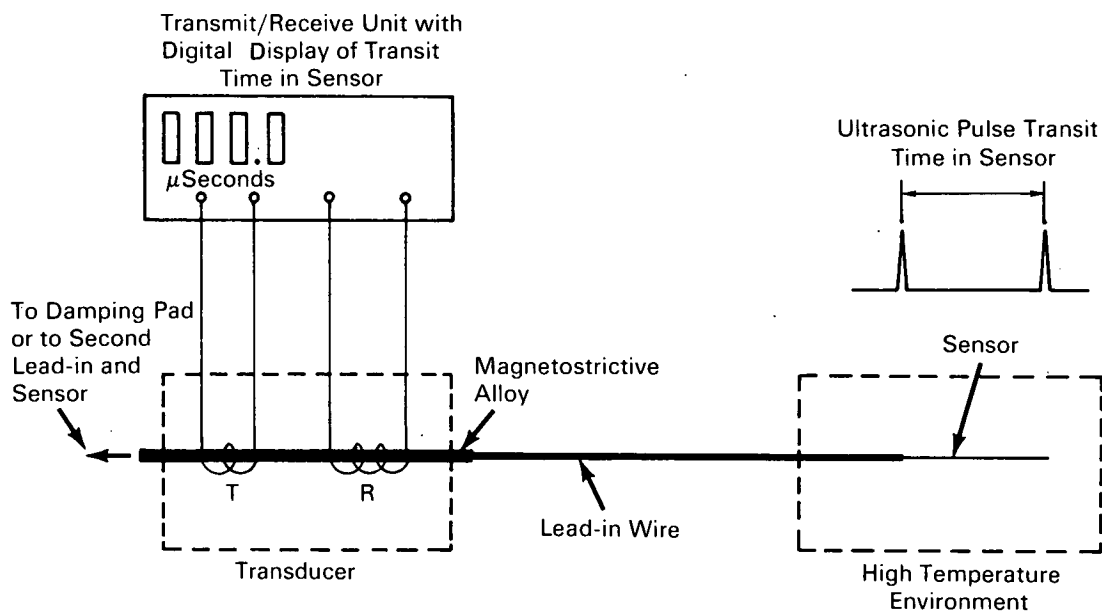 Transmit/Receive Unit with
Digital Display of Transit
Time in Sensor
μSeconds
Ultrasonic Pulse Transit
Time in Sensor
To Damping Pad
or to Second
Lead-in and
Sensor
Magnetostrictive
Alloy
Sensor
T
R
Lead-in Wire
Transducer
High Temperature
Environment